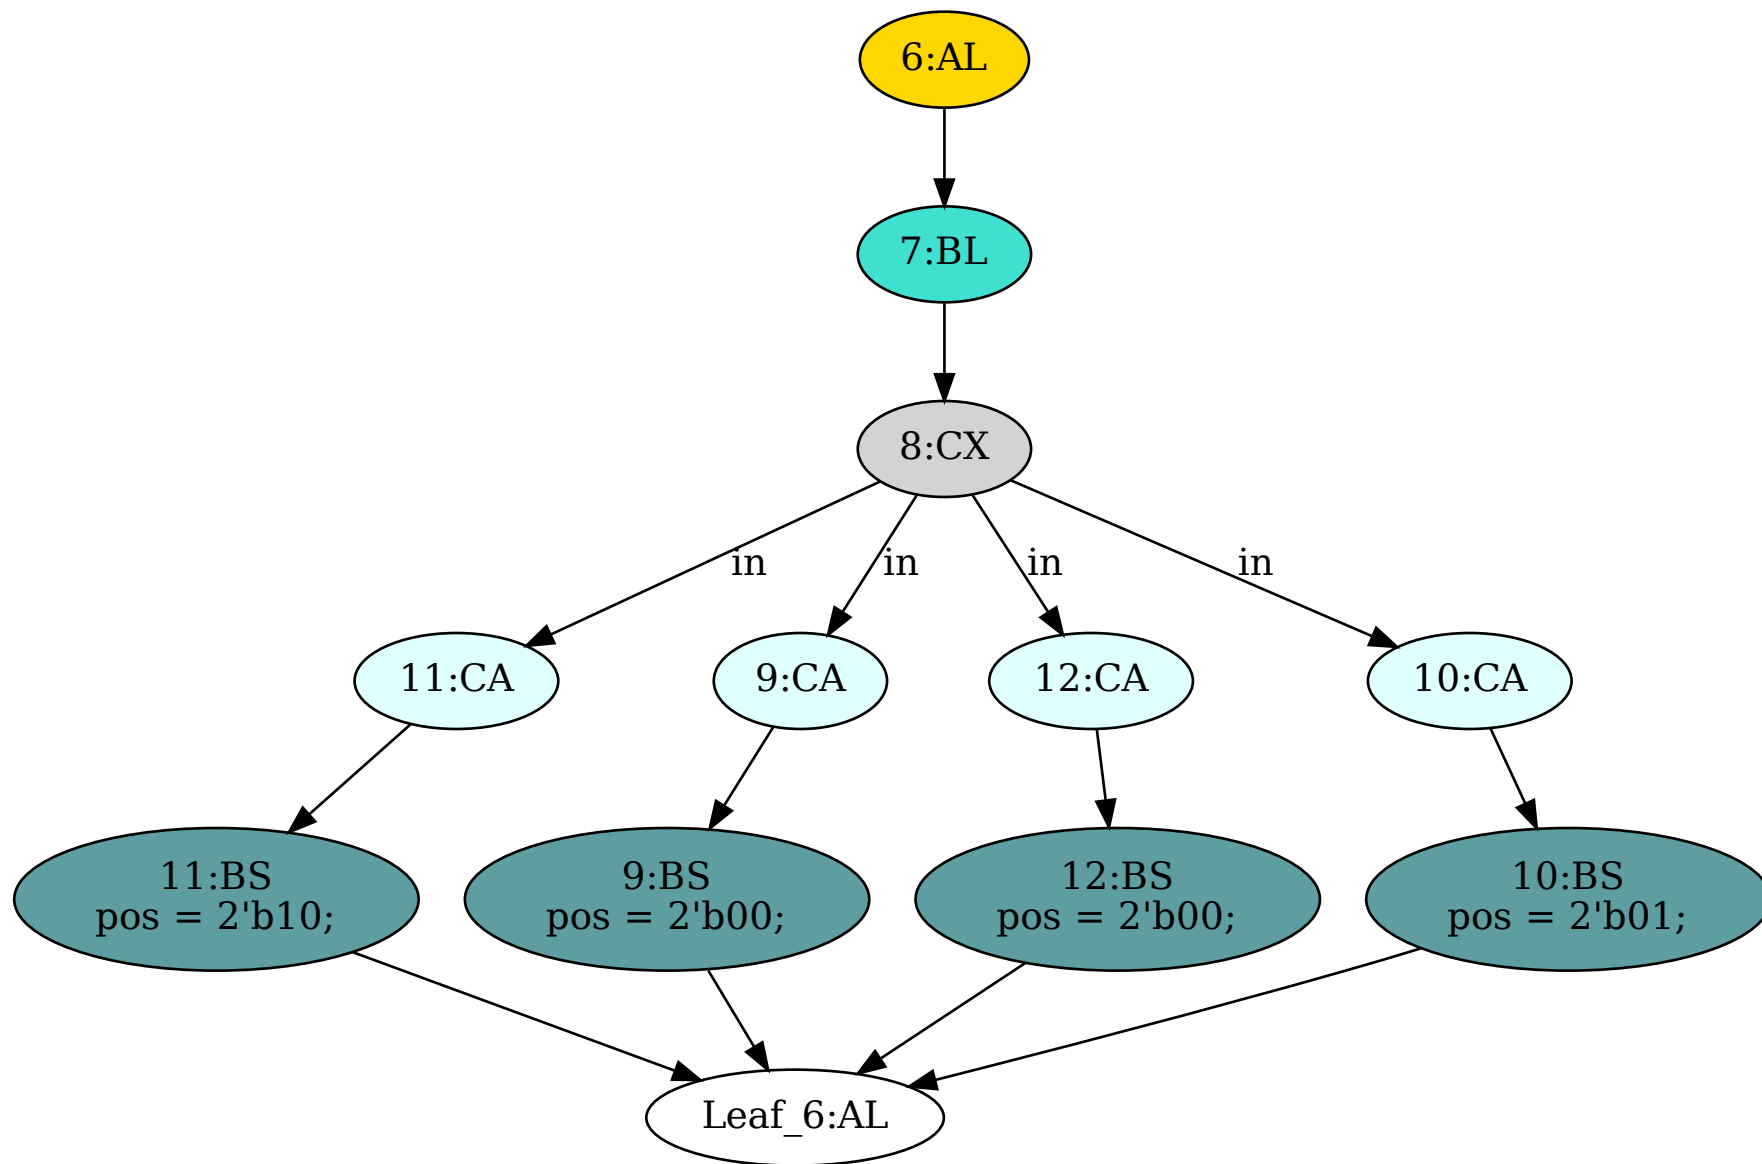 6:AL
7:BL
8:CX
in
in
in
in
11:CA
9:CA
12:CA
10:CA
11:BS
pos = 2'b10;
9:BS
pos = 2'b00;
12:BS
pos = 2'b00;
10:BS
pos = 2'b01;
Leaf_6:AL